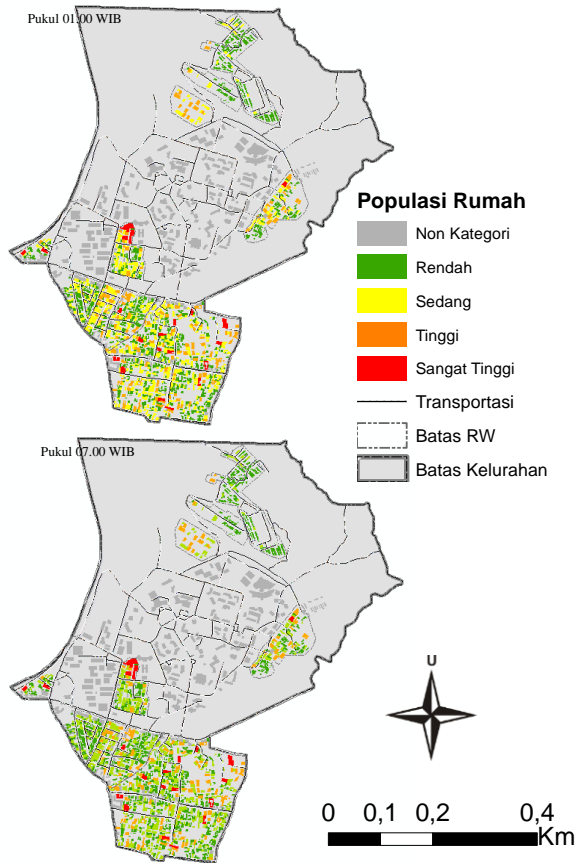 Pukul 01.00 WIB
Populasi Rumah
Non Kategori
Rendah
Sedang
Tinggi
Sangat Tinggi
Transportasi
Batas RW
Batas Kelurahan
Pukul 07.00 WIB
U
0 0,1 0,2 0,4
Km